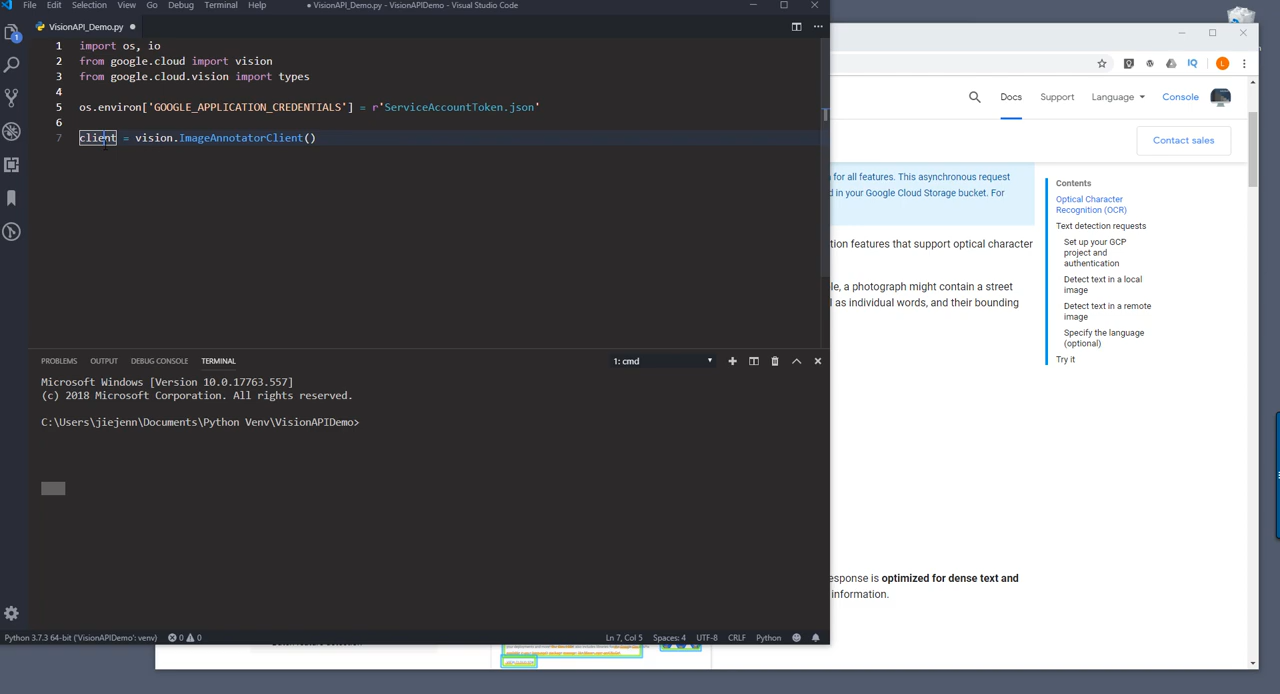 File Edit Selection View Go Debug Terminal Help ● VisionAPI_Demo.py - VisionAPIDemo - Visual Studio Code
VisionAPI_Demo.py ●
1 import os, io
2 from google.cloud import vision
3 from google.cloud.vision import types
4
5 os.environ['GOOGLE_APPLICATION_CREDENTIALS'] = r'ServiceAccountToken.json'
6
7 client = vision.ImageAnnotatorClient()
PROBLEMS OUTPUT DEBUG CONSOLE TERMINAL 1: cmd
Microsoft Windows [Version 10.0.17763.557]
(c) 2018 Microsoft Corporation. All rights reserved.
C:\Users\jiejenn\Documents\Python Venv\VisionAPIDemo>
Python 3.7.3 64-bit ('VisionAPIDemo': venv) 0 0 Ln 7, Col 5 Spaces: 4 UTF-8 CRLF Python
1
IQ L
Docs Support Language Console
Contact sales
n for all features. This asynchronous request
d in your Google Cloud Storage bucket. For
tion features that support optical character
le, a photograph might contain a street
l as individual words, and their bounding
esponse is optimized for dense text and
information.
Contents
Optical Character
Recognition (OCR)
Text detection requests
Set up your GCP
project and
authentication
Detect text in a local
image
Detect text in a remote
image
Specify the language
(optional)
Try it